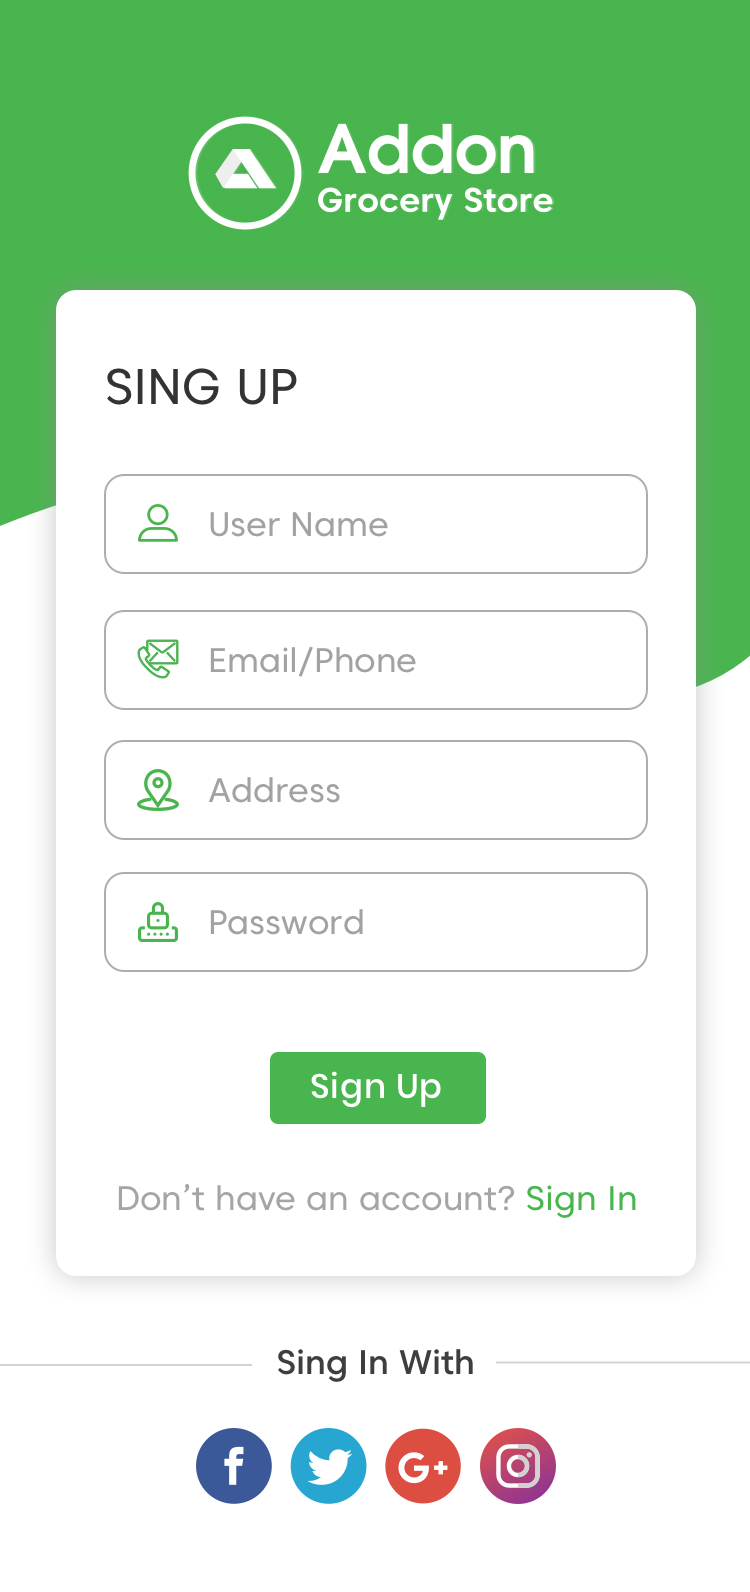 Addon
Grocery Store
SING UP
User Name
Email/Phone
Address
Password
Sign Up
Don’t have an account? Sign In
Sing In With
f
G+